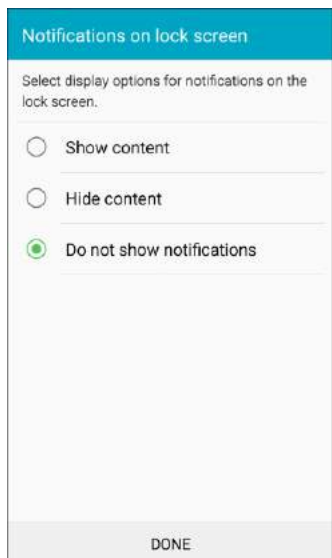 Notifications on lock screen
Select display options for notifications on the
lock screen.
Show content
Hide content
Do not show notifications
DONE